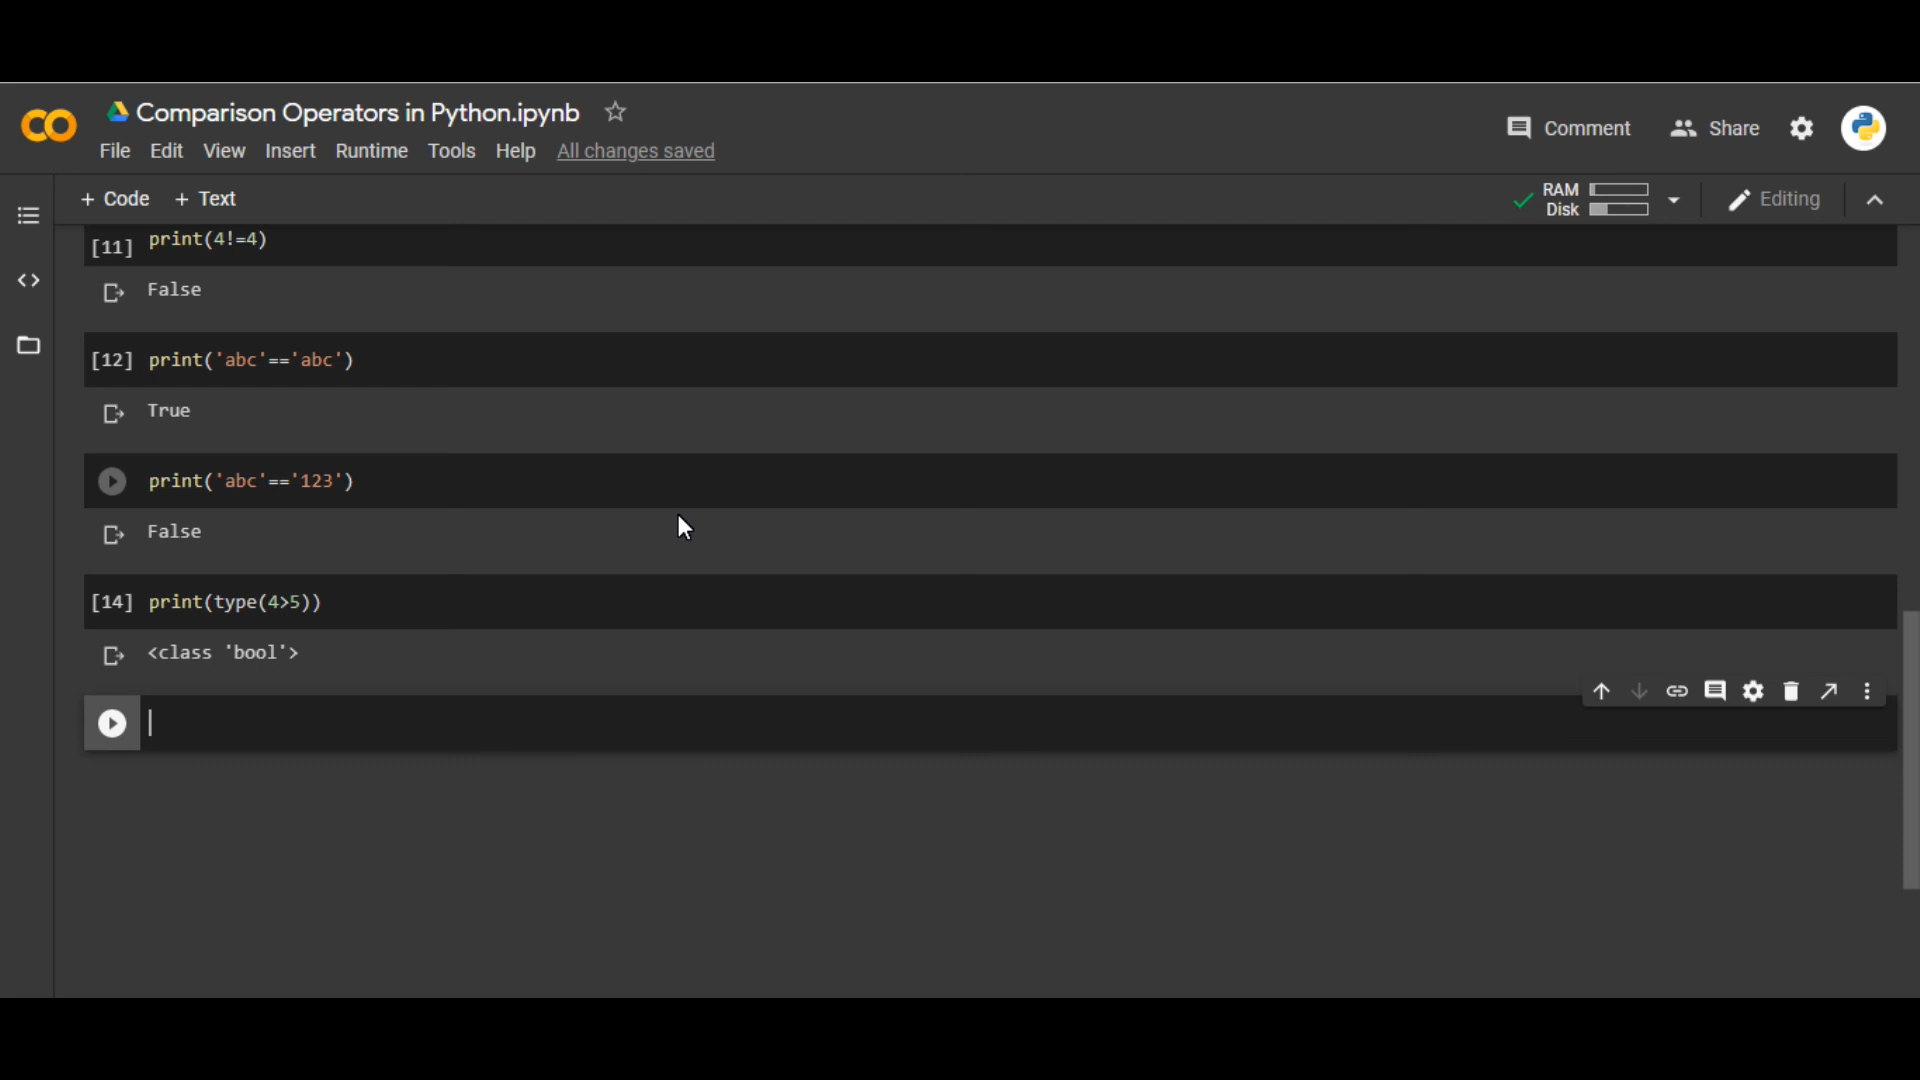 Comparison Operators in Python.ipynb
File Edit View Insert Runtime Tools Help All changes saved
Comment Share
+ Code + Text
RAM
Disk
Editing
[11] print(4!=4)
False
[12] print('abc'=='abc')
True
print('abc'=='123')
False
[14] print(type(4>5))
<class 'bool'>